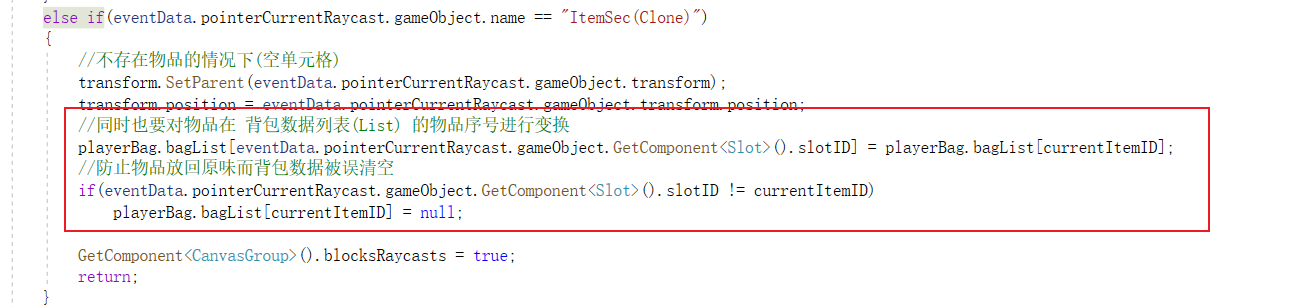 else if(eventData.pointerCurrentRaycast.gameObject.name == "ItemSec(Clone)")
{
//不存在物品的情况下(空单元格)
transform.SetParent(eventData.pointerCurrentRaycast.gameObject.transform);
transform.position = eventData.pointerCurrentRaycast.gameObject.transform.position;
//同时也要对物品在 背包数据列表(List) 的物品序号进行变换
playerBag.bagList[eventData.pointerCurrentRaycast.gameObject.GetComponent<Slot>().slotID] = playerBag.bagList[currentItemID];
//防止物品放回原味而背包数据被误清空
if(eventData.pointerCurrentRaycast.gameObject.GetComponent<Slot>().slotID != currentItemID)
playerBag.bagList[currentItemID] = null;
GetComponent<CanvasGroup>().blocksRaycasts = true;
return;
}